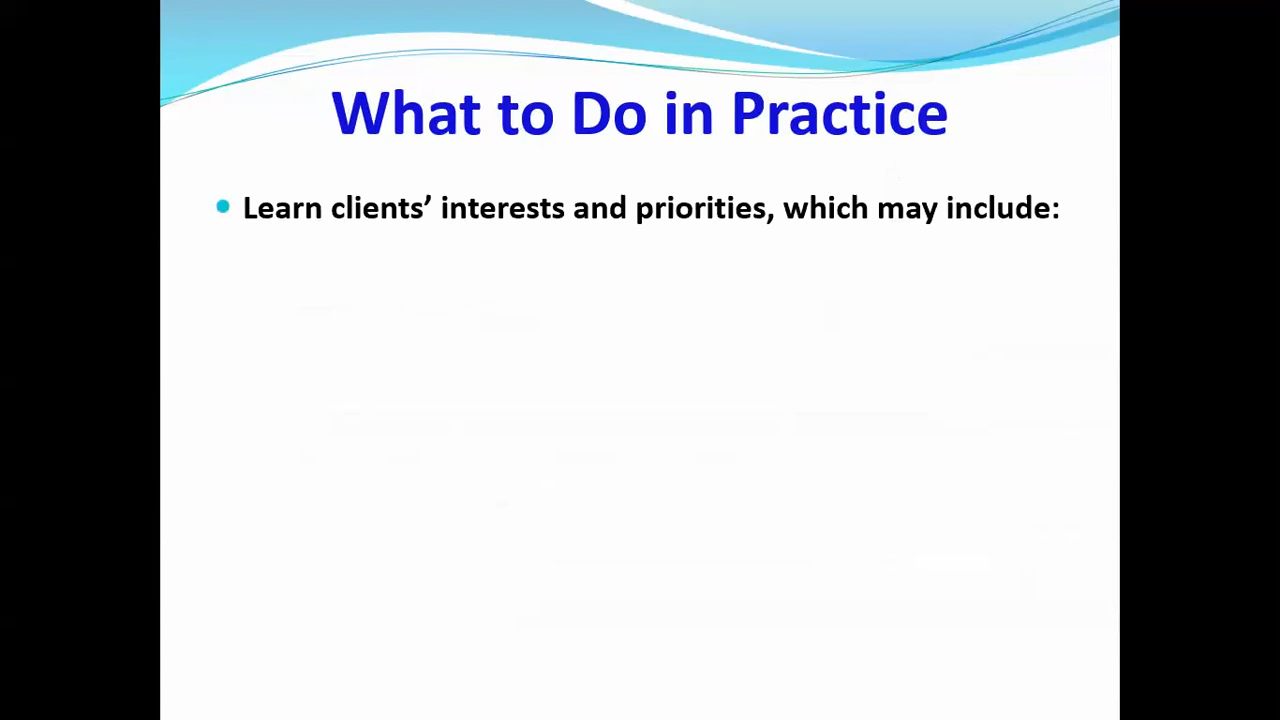 What to Do in Practice
• Learn clients’ interests and priorities, which may include: